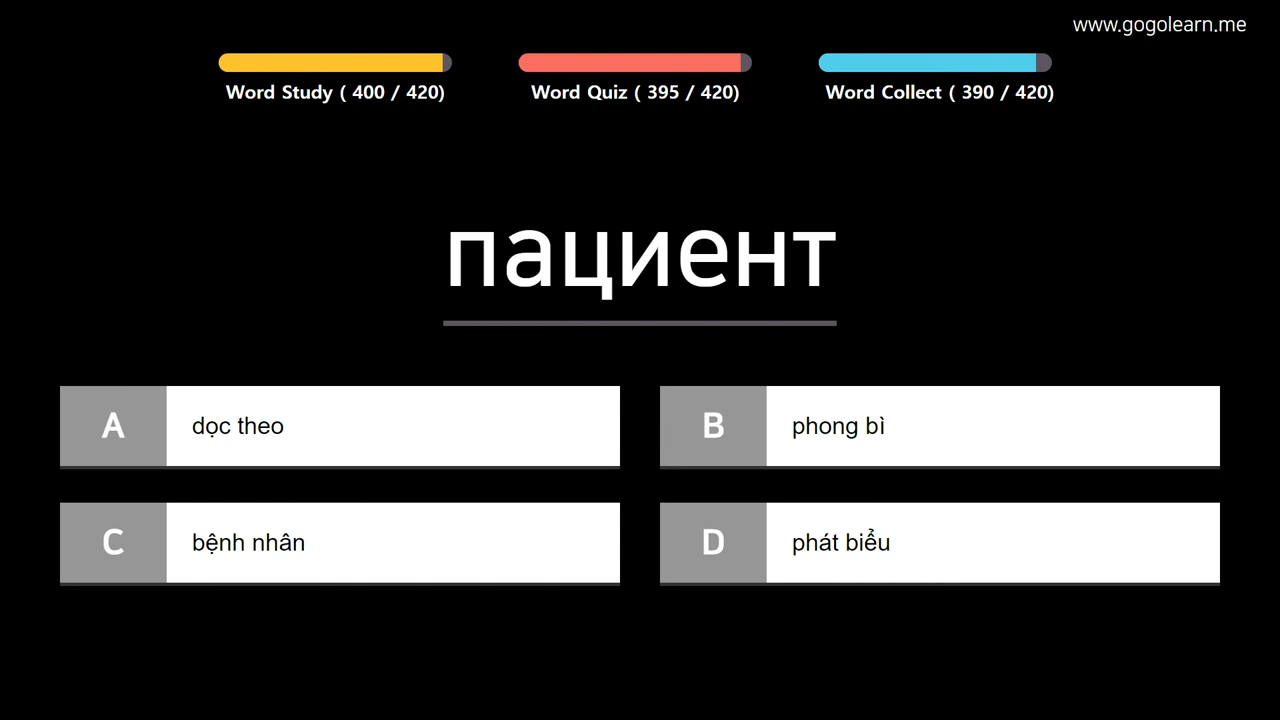 www.gogolearn.me
Word Study ( 400 / 420)
Word Quiz ( 395 / 420)
Word Collect ( 390 / 420)
пациент
A dọc theo
B phong bì
C bệnh nhân
D phát biểu